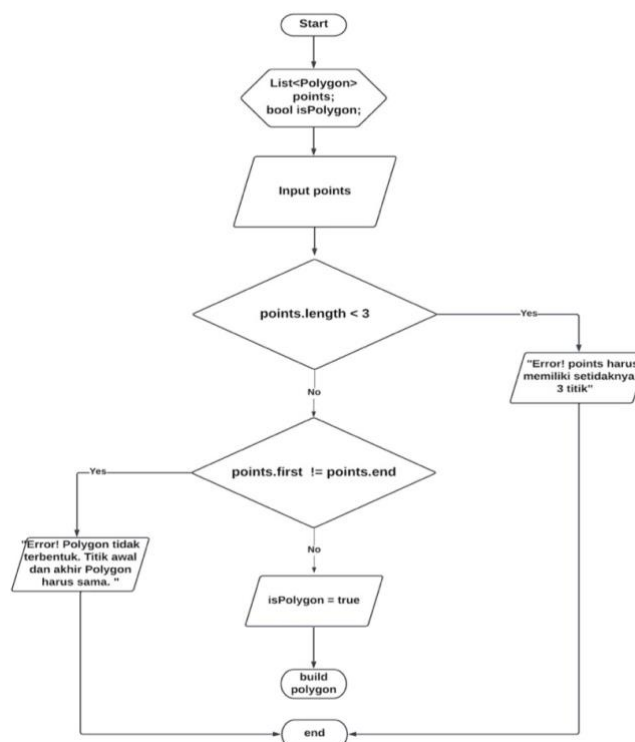 Start
List<Polygon>
points;
bool isPolygon;
Input points
points.length < 3
Yes
"Error! points harus
memiliki setidaknya
3 titik"
No
points.first != points.end
Yes
"Error! Polygon tidak
terbentuk. Titik awal
dan akhir Polygon
harus sama. "
No
isPolygon = true
build
polygon
end